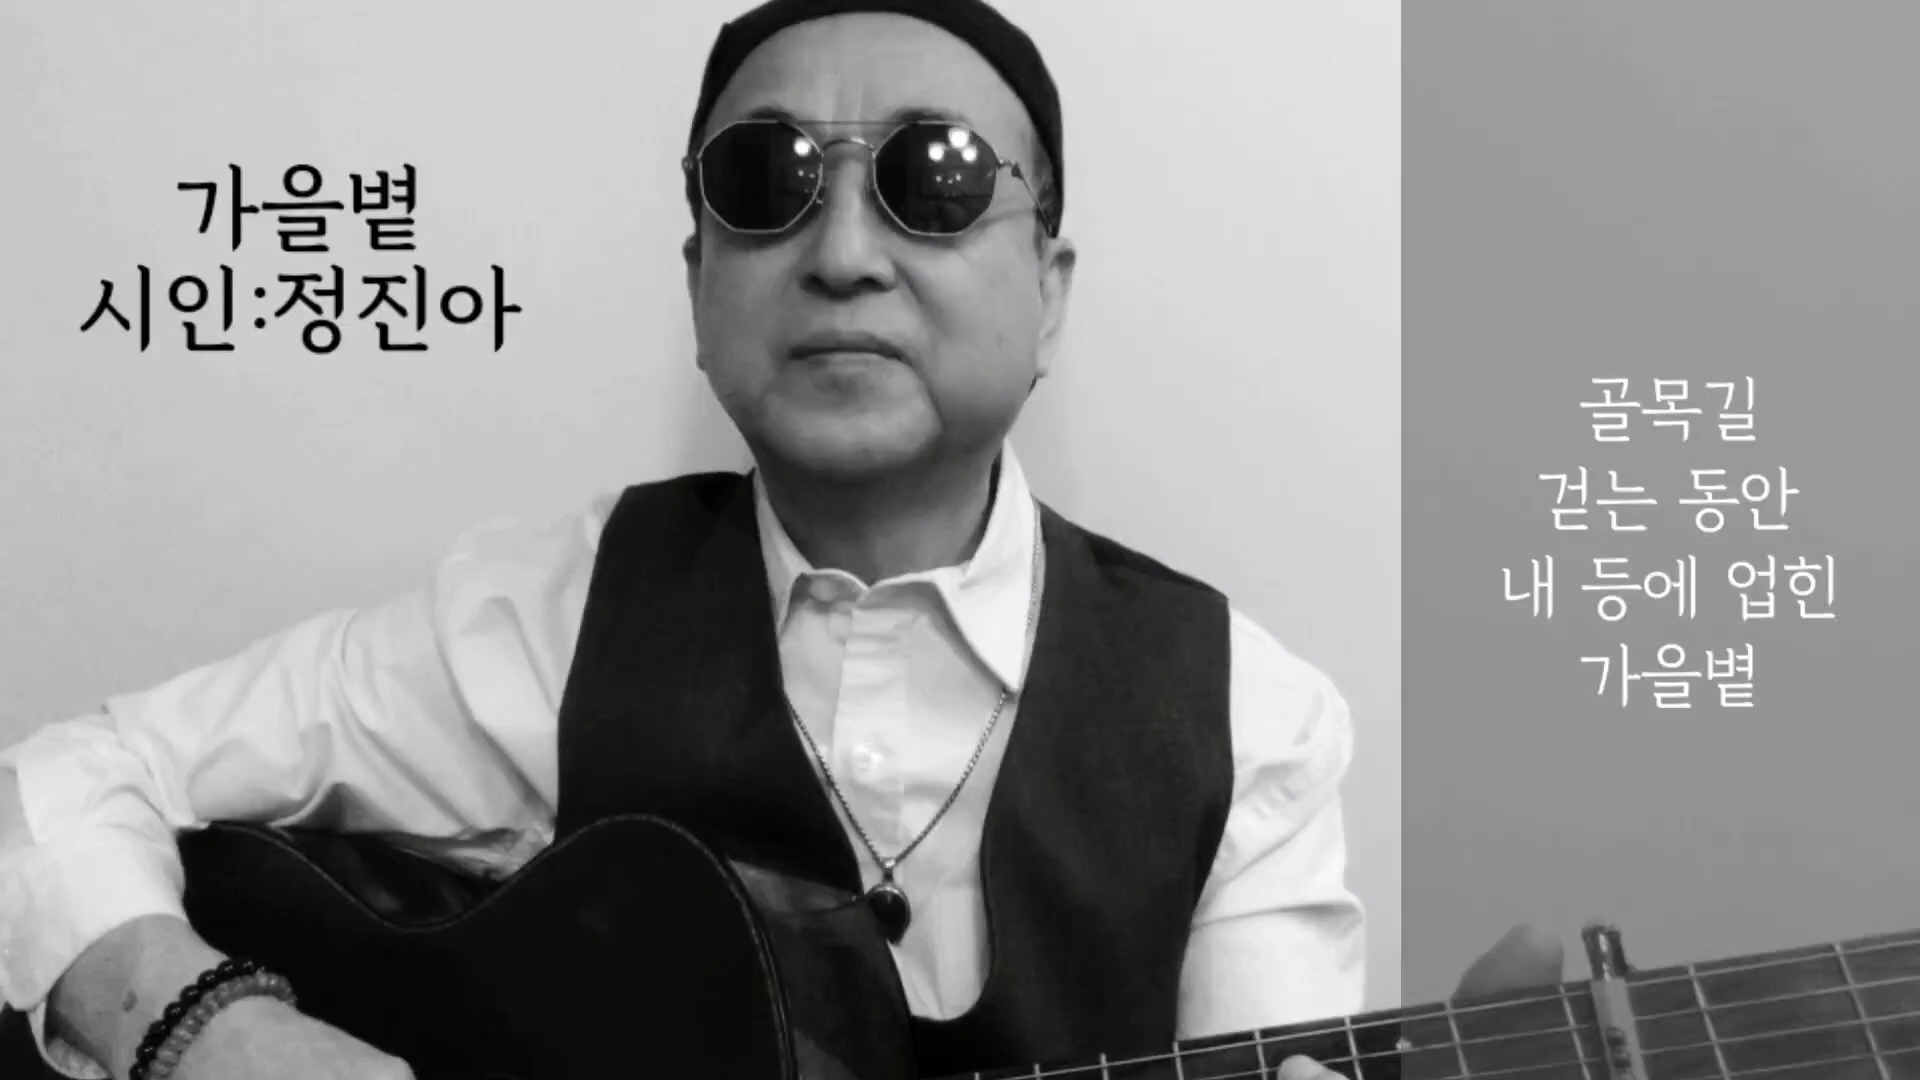 가을볕
시인:정진아
골목길
걷는 동안
내 등에 업힌
가을볕